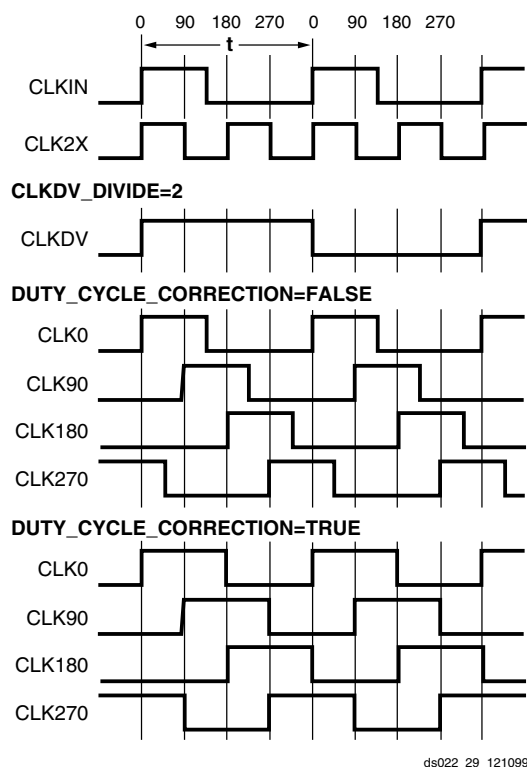 0 90 180 270 0 90 180 270
t
CLKIN
CLK2X
CLKDV_DIVIDE=2
CLKDV
DUTY_CYCLE_CORRECTION=FALSE
CLK0
CLK90
CLK180
CLK270
DUTY_CYCLE_CORRECTION=TRUE
CLK0
CLK90
CLK180
CLK270
ds022_29_121099